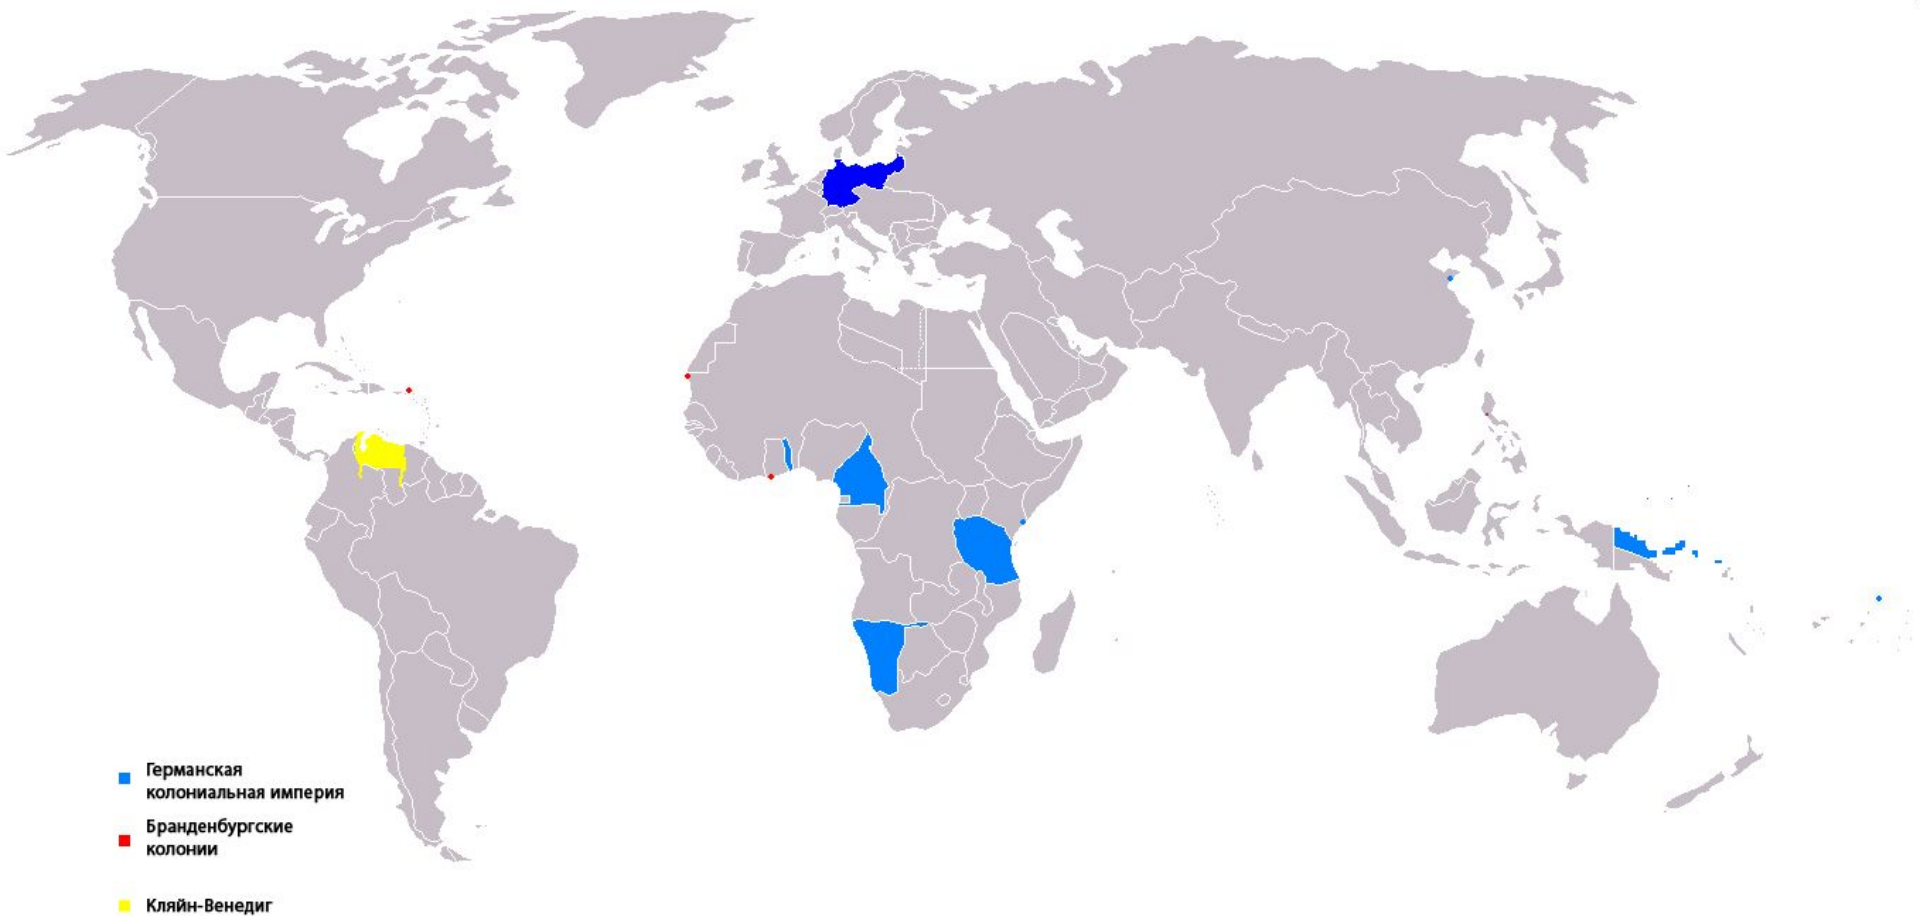 Германская
колониальная империя
Бранденбургские
колонии
Кляйн-Венедиг